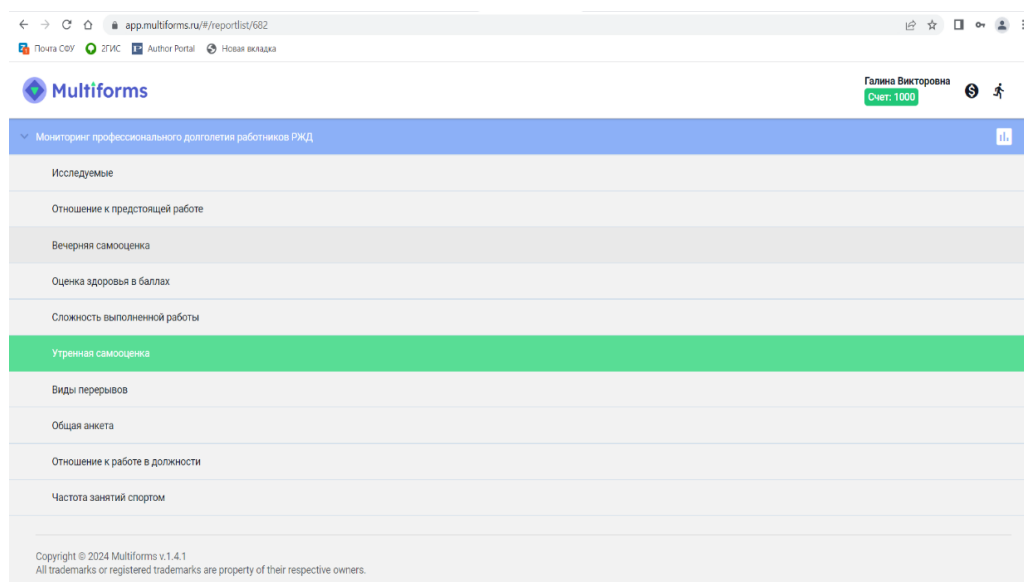 app.multiforms.ru/#/reportlist/682
Почта СФУ 2ГИС Author Portal Новая вкладка
Multiforms
Галина Викторовна
Счет: 1000
Мониторинг профессионального долголетия работников РЖД
Исследуемые
Отношение к предстоящей работе
Вечерняя самооценка
Оценка здоровья в баллах
Сложность выполненной работы
Утренная самооценка
Виды перерывов
Общая анкета
Отношение к работе в должности
Частота занятий спортом
Copyright © 2024 Multiforms v.1.4.1
All trademarks or registered trademarks are property of their respective owners.